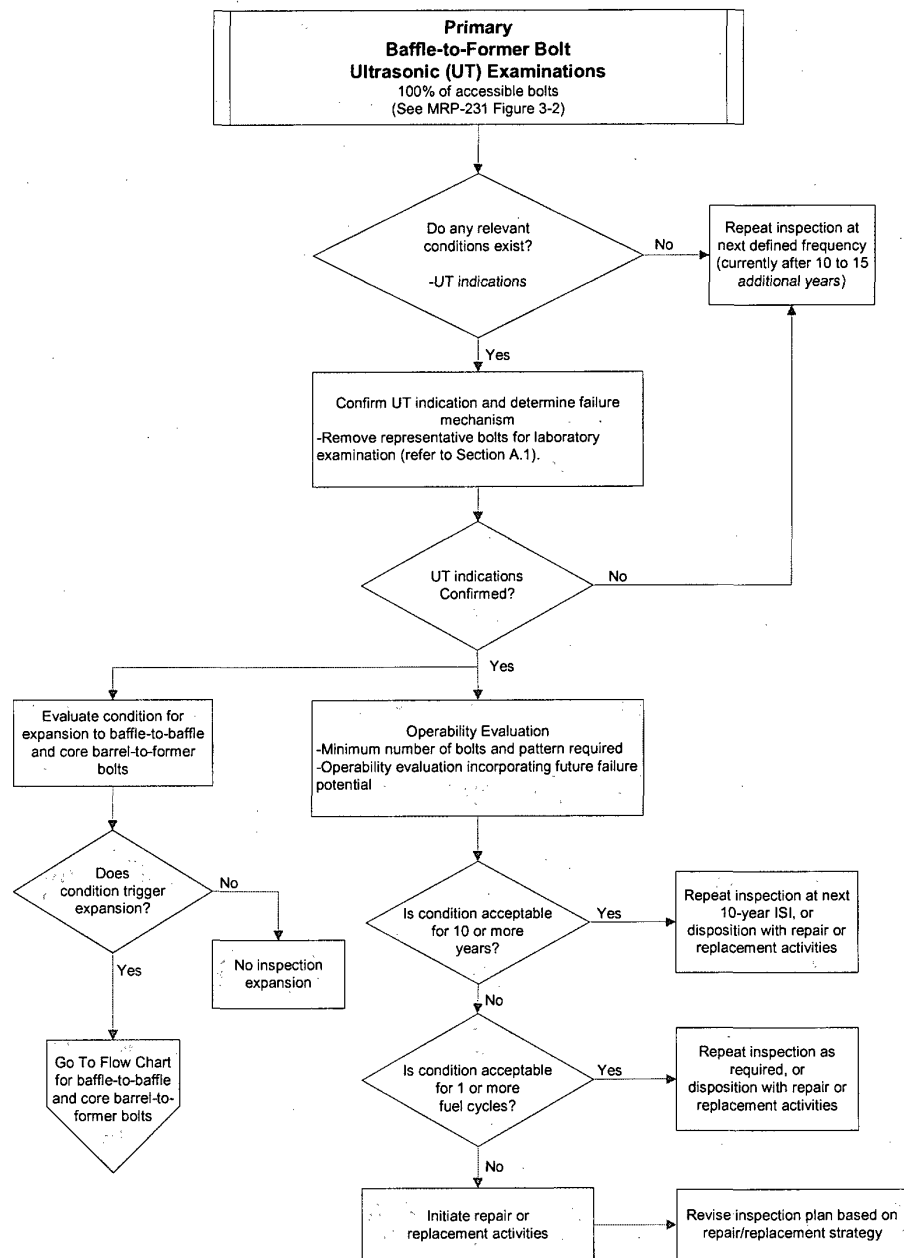 Primary
Baffle-to-Former Bolt
Ultrasonic (UT) Examinations
100% of accessible bolts
(See MRP-231 Figure 3-2)
Do any relevant
conditions exist?
-UT indications
No
Repeat inspection at
next defined frequency
(currently after 10 to 15
additional years)
Yes
Confirm UT indication and determine failure
mechanism
-Remove representative bolts for laboratory
examination (refer to Section A.1).
UT indications
Confirmed?
No
Yes
Evaluate condition for
expansion to baffle-to-baffle
and core barrel-to-former
bolts
Operability Evaluation
-Minimum number of bolts and pattern required
-Operability evaluation incorporating future failure
potential
Does
condition trigger
expansion?
No
No inspection
expansion
Yes
Go To Flow Chart
for baffle-to-baffle
and core barrel-to-
former bolts
Is condition acceptable
for 10 or more
years?
Yes
Repeat inspection at next
10-year ISI, or
disposition with repair or
replacement activities
No
Is condition acceptable
for 1 or more
fuel cycles?
Yes
Repeat inspection as
required, or
disposition with repair or
replacement activities
No
Initiate repair or
replacement activities
Revise inspection plan based on
repair/replacement strategy